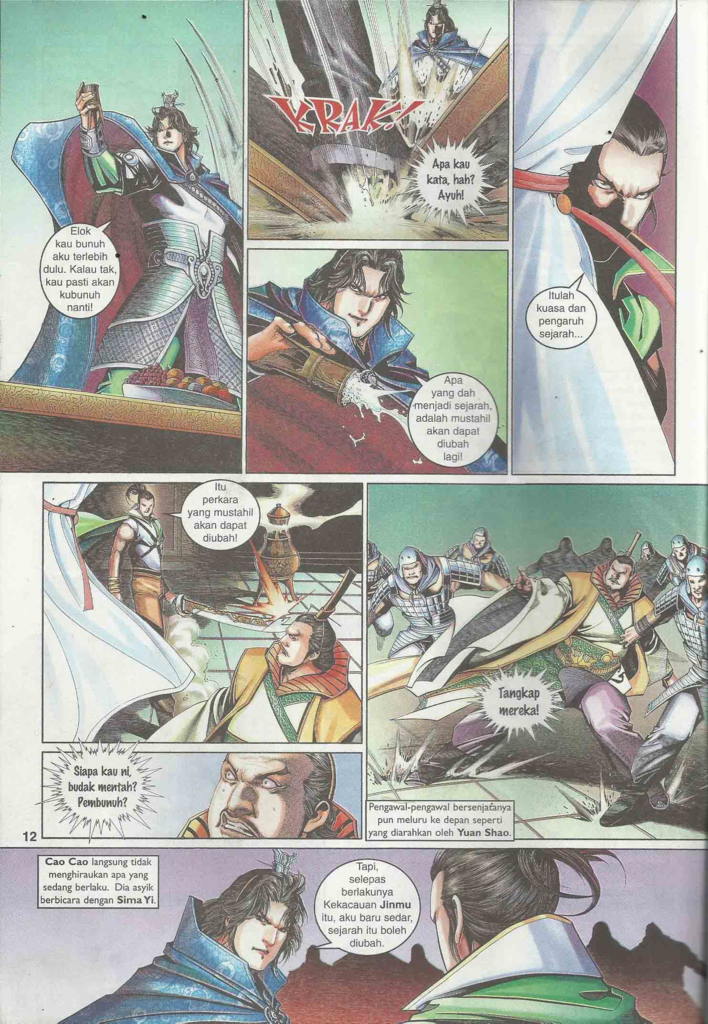 Elok
kau bunuh
aku terlebih
dulu. Kalau tak,
kau pasti akan
kubunuh
nanti!
KRAK!
Apa kau
kata, hah?
Ayuh!
Apa
yang dah
menjadi sejarah,
adalah mustahil
akan dapat
diubah
lagi!
Itulah
kuasa dan
pengaruh
sejarah...
Itu
perkara
yang mustahil
akan dapat
diubah!
Siapa kau ni,
budak mentah?
Pembunuh?
Tangkap
mereka!
Pengawal-pengawal bersenjatanya
pun meluru ke depan seperti
yang diarahkan oleh Yuan Shao.
12
Cao Cao langsung tidak
menghiraukan apa yang
sedang berlaku. Dia asyik
berbicara dengan Sima Yi.
Tapi,
selepas
berlakunya
Kekacauan Jinmu
itu, aku baru sedar,
sejarah itu boleh
diubah.